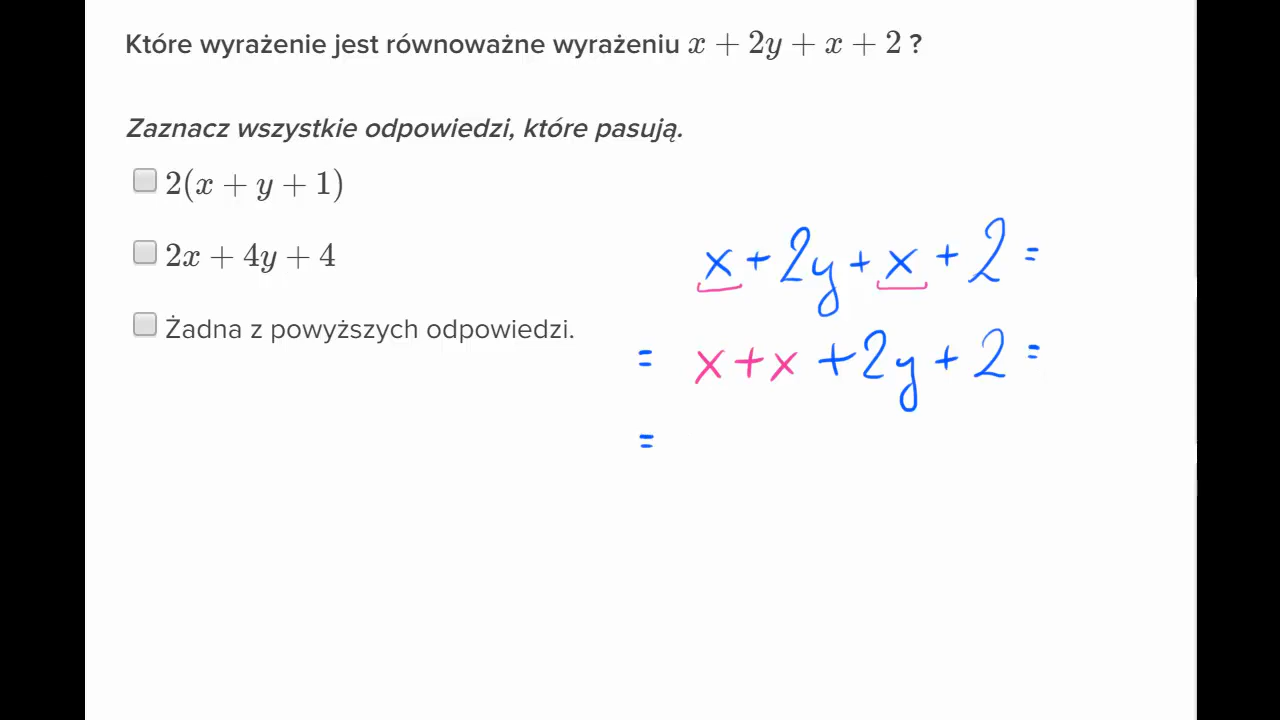 Które wyrażenie jest równoważne wyrażeniu x + 2y + x + 2 ?
Zaznacz wszystkie odpowiedzi, które pasują.
2(x + y + 1)
2x + 4y + 4
Żadna z powyższych odpowiedzi.
x + 2y + x + 2 =
= x + x + 2y + 2 =
=